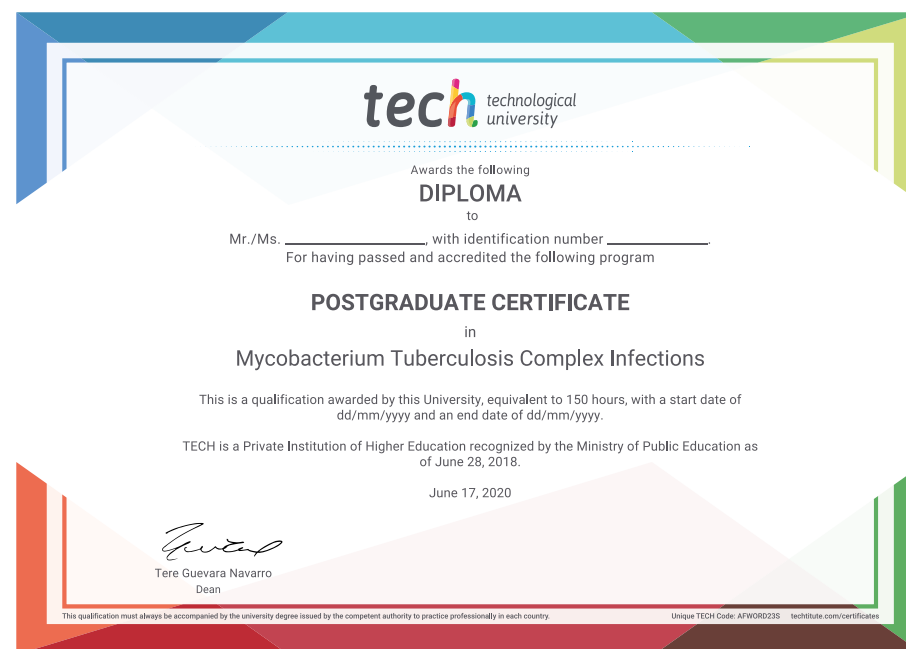 tech technological
university
Awards the following
DIPLOMA
to
Mr./Ms. ________________, with identification number ____________.
For having passed and accredited the following program
POSTGRADUATE CERTIFICATE
in
Mycobacterium Tuberculosis Complex Infections
This is a qualification awarded by this University, equivalent to 150 hours, with a start date of
dd/mm/yyyy and an end date of dd/mm/yyyy.
TECH is a Private Institution of Higher Education recognized by the Ministry of Public Education as
of June 28, 2018.
June 17, 2020
Tere Guevara Navarro
Dean
This qualification must always be accompanied by the university degree issued by the competent authority to practice professionally in each country. Unique TECH Code: AFWORD23S techtitute.com/certificates